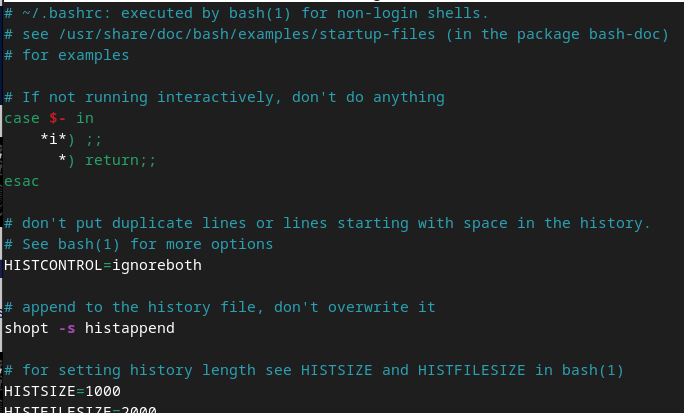 # ~/.bashrc: executed by bash(1) for non-login shells.
# see /usr/share/doc/bash/examples/startup-files (in the package bash-doc)
# for examples
# If not running interactively, don't do anything
case $- in
    *i*) ;;
      *) return;;
esac
# don't put duplicate lines or lines starting with space in the history.
# See bash(1) for more options
HISTCONTROL=ignoreboth
# append to the history file, don't overwrite it
shopt -s histappend
# for setting history length see HISTSIZE and HISTFILESIZE in bash(1)
HISTSIZE=1000
HISTFILESIZE=2000